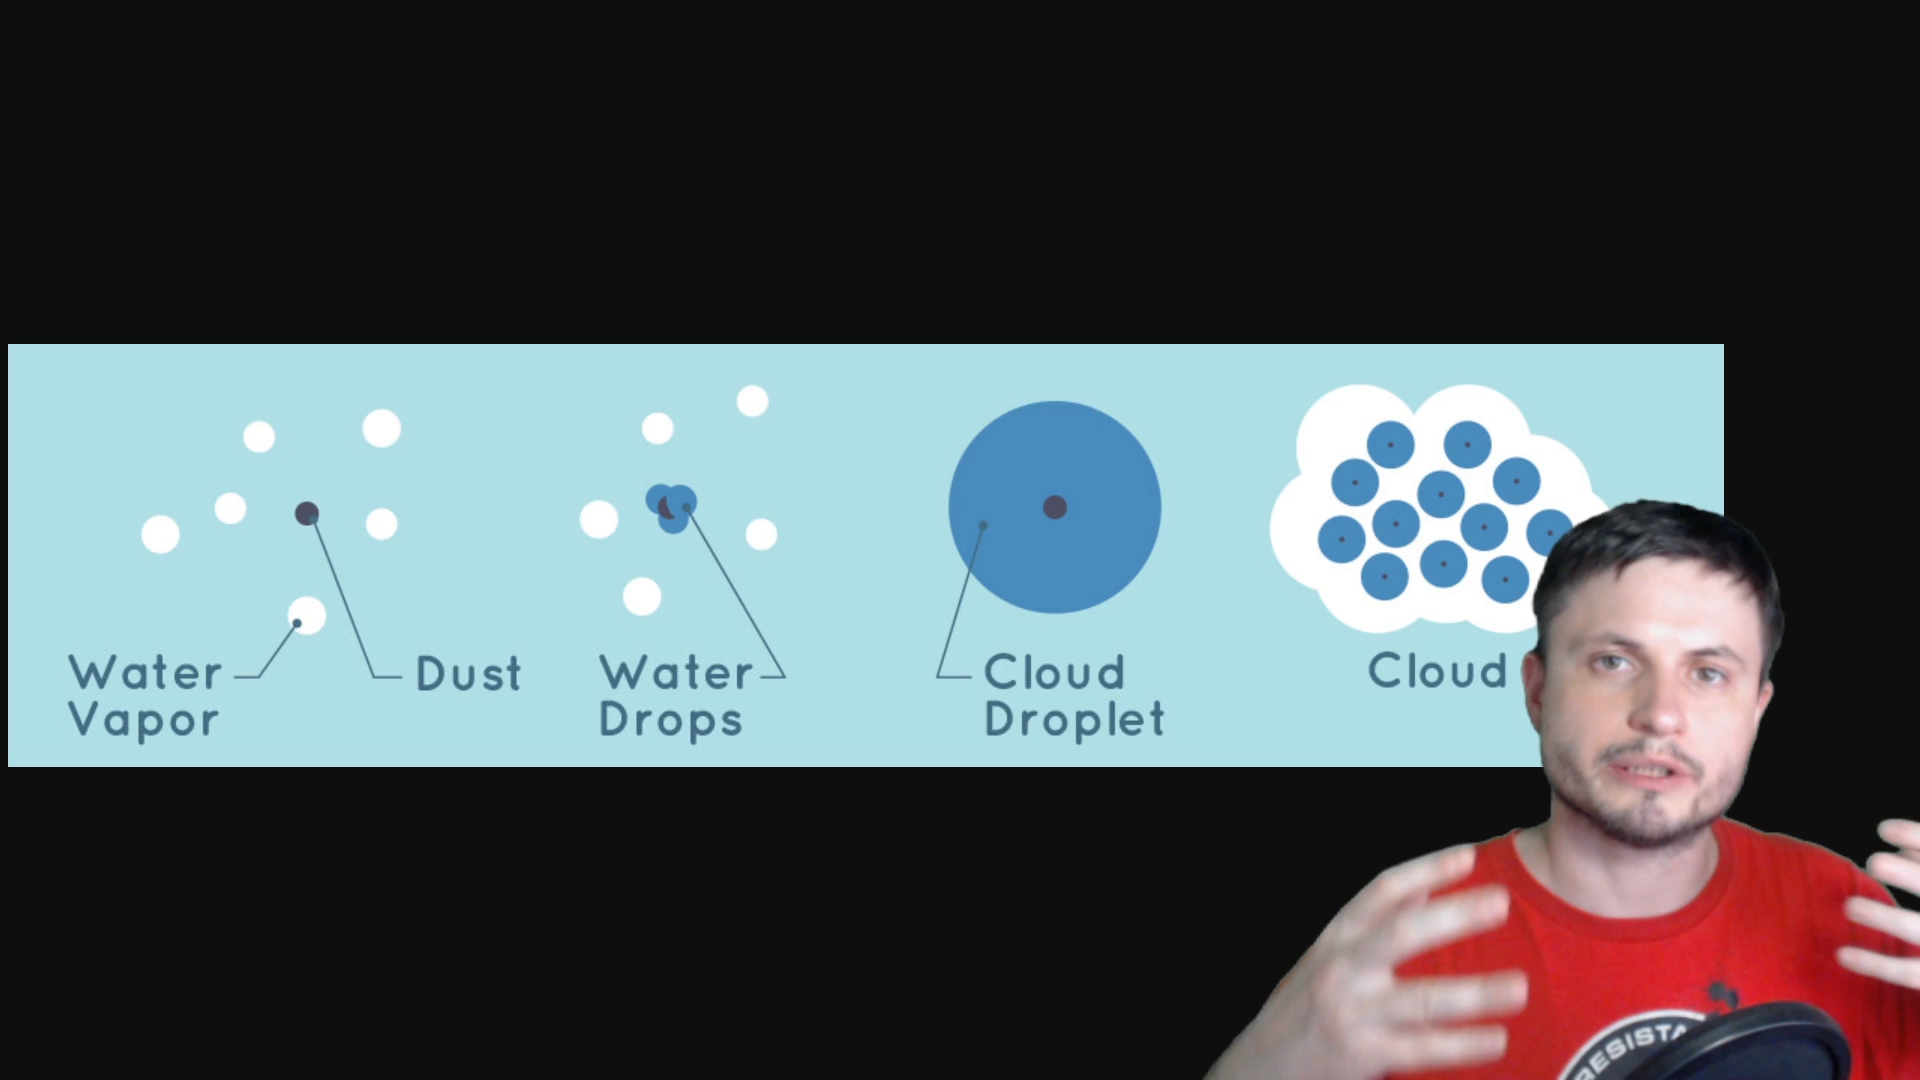 Water
Vapor
Dust
Water
Drops
Cloud
Droplet
Cloud